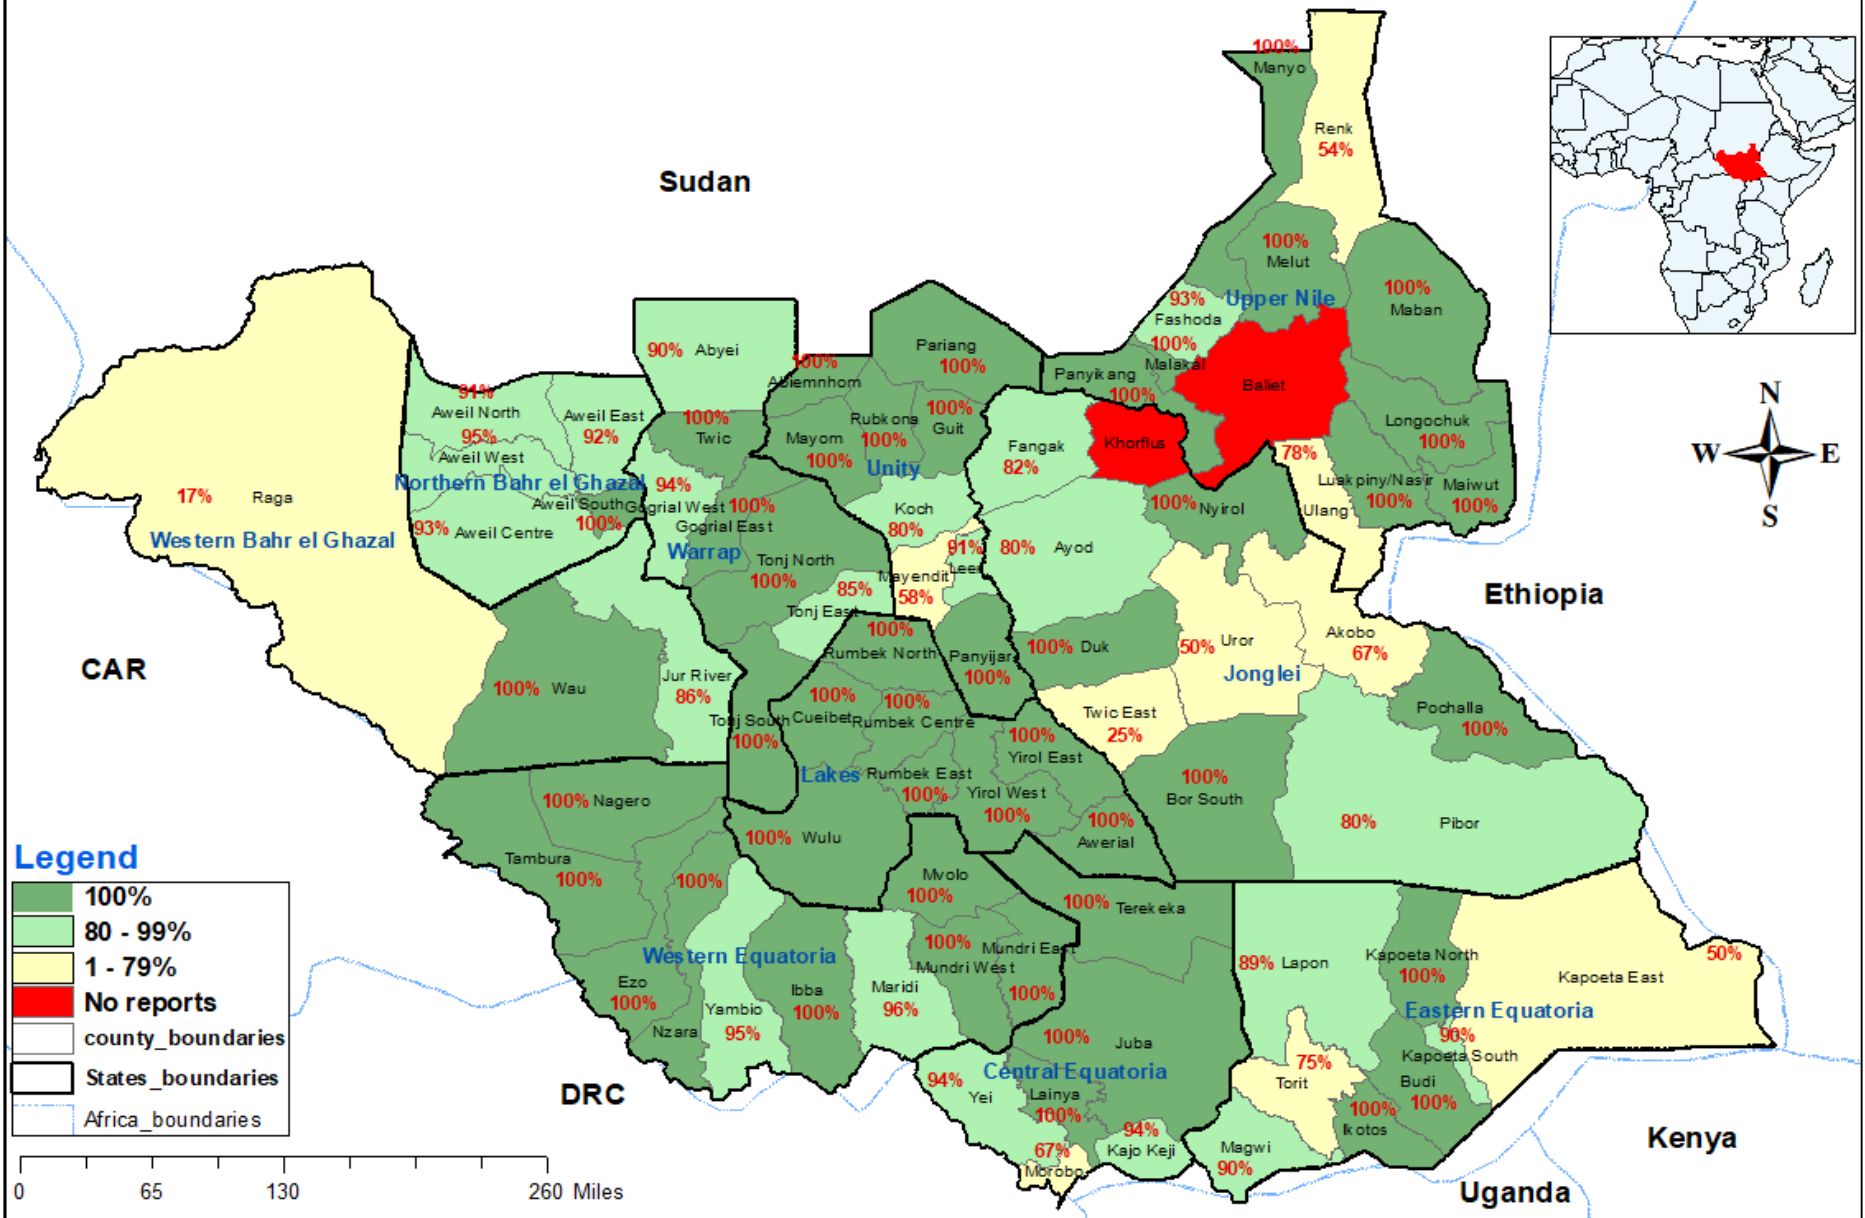 100%
Manyo
Renk
54%
Sudan
100%
Melut
93%
Fashoda
Upper Nile
100%
Maban
90% Abyei
100%
Abiemnhom
Pariang
100%
100%
Malakal
Panyikang
100%
Baliet
N
W E
S
91%
Aweil North
95%
Aweil West
Aweil East
92%
100%
Twic
Rubkona
100%
100%
Guit
Mayom
100%
Unity
Fangak
82%
Khorflus
Longochuk
100%
78%
Ulang
Luakpiny/Nasir
100%
Maiwut
100%
17% Raga
Western Bahr el Ghazal
Northern Bahr el Ghazal
Aweil South
100%
93% Aweil Centre
94%
Gogrial West
100%
Gogrial East
Warrap
Koch
80%
100% Nyirol
91%
Leer
80% Ayod
Tonj North
100%
Mayendit
58%
85%
Tonj East
Ethiopia
CAR
100% Wau
Jur River
86%
100%
Rumbek North
Panyijar
100%
100% Duk
50% Uror
Akobo
67%
Jonglei
Tonj South
100%
100%
Cueibet
100%
Rumbek Centre
Twic East
25%
Pochalla
100%
100%
Yirol East
Lakes
Rumbek East
100%
Yirol West
100%
100%
Bor South
100%
Awerial
80% Pibor
100% Nagero
100% Wulu
Tambura
100%
100%
Mvolo
100%
100% Terekeka
Western Equatoria
100%
Mundri West
Mundri East
100%
89% Lapon
Kapoeta North
100%
Kapoeta East
50%
Ezo
100%
Nzara
Yambio
95%
Ibba
100%
Maridi
96%
Eastern Equatoria
90%
Kapoeta South
100% Juba
Central Equatoria
94%
Yei
Lainya
100%
75%
Torit
Budi
100%
100%
Ikotos
94%
Kajo Keji
67%
Morobo
Magwi
90%
DRC
Kenya
Uganda
Legend
100%
80 - 99%
1 - 79%
No reports
county_boundaries
States_boundaries
Africa_boundaries
0 65 130 260 Miles